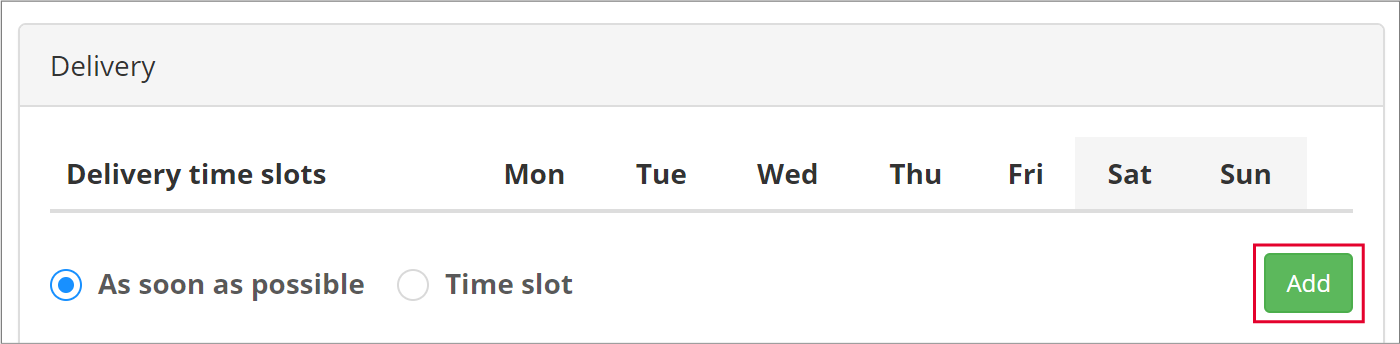 Delivery
Delivery time slots Mon Tue Wed Thu Fri Sat Sun
As soon as possible Time slot Add